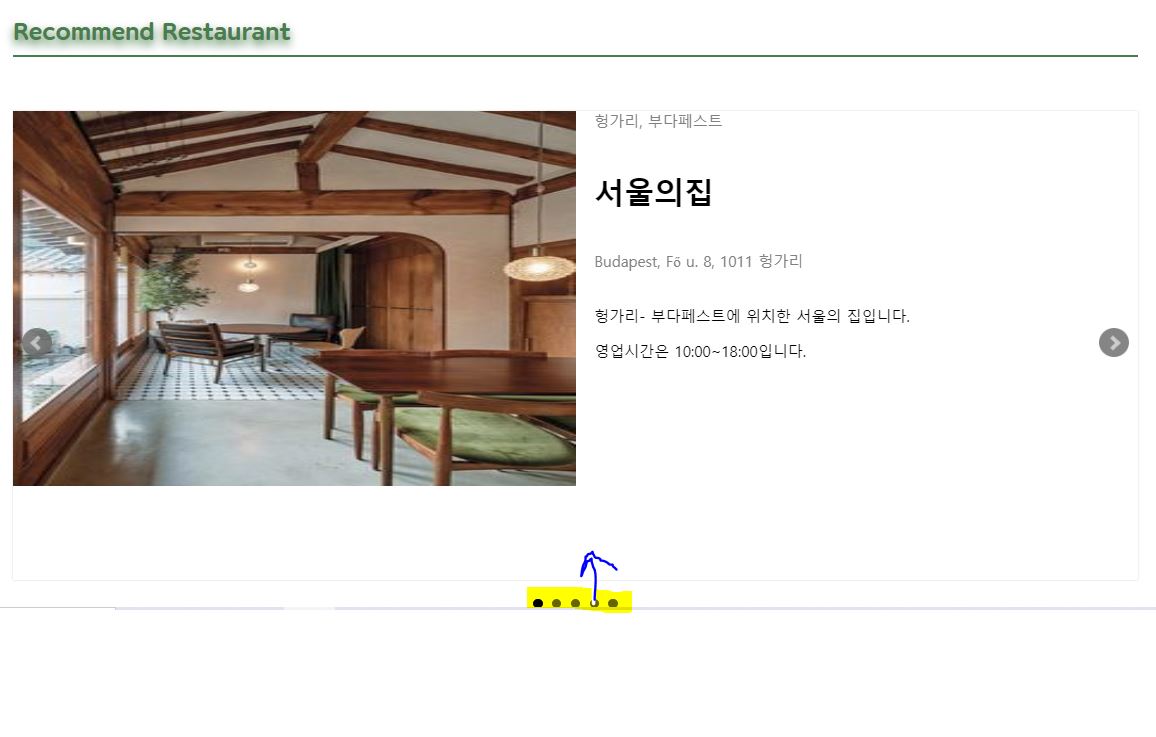 Recommend Restaurant
헝가리, 부다페스트
서울의집
Budapest, Fő u. 8, 1011 헝가리
헝가리- 부다페스트에 위치한 서울의 집입니다.
영업시간은 10:00~18:00입니다.